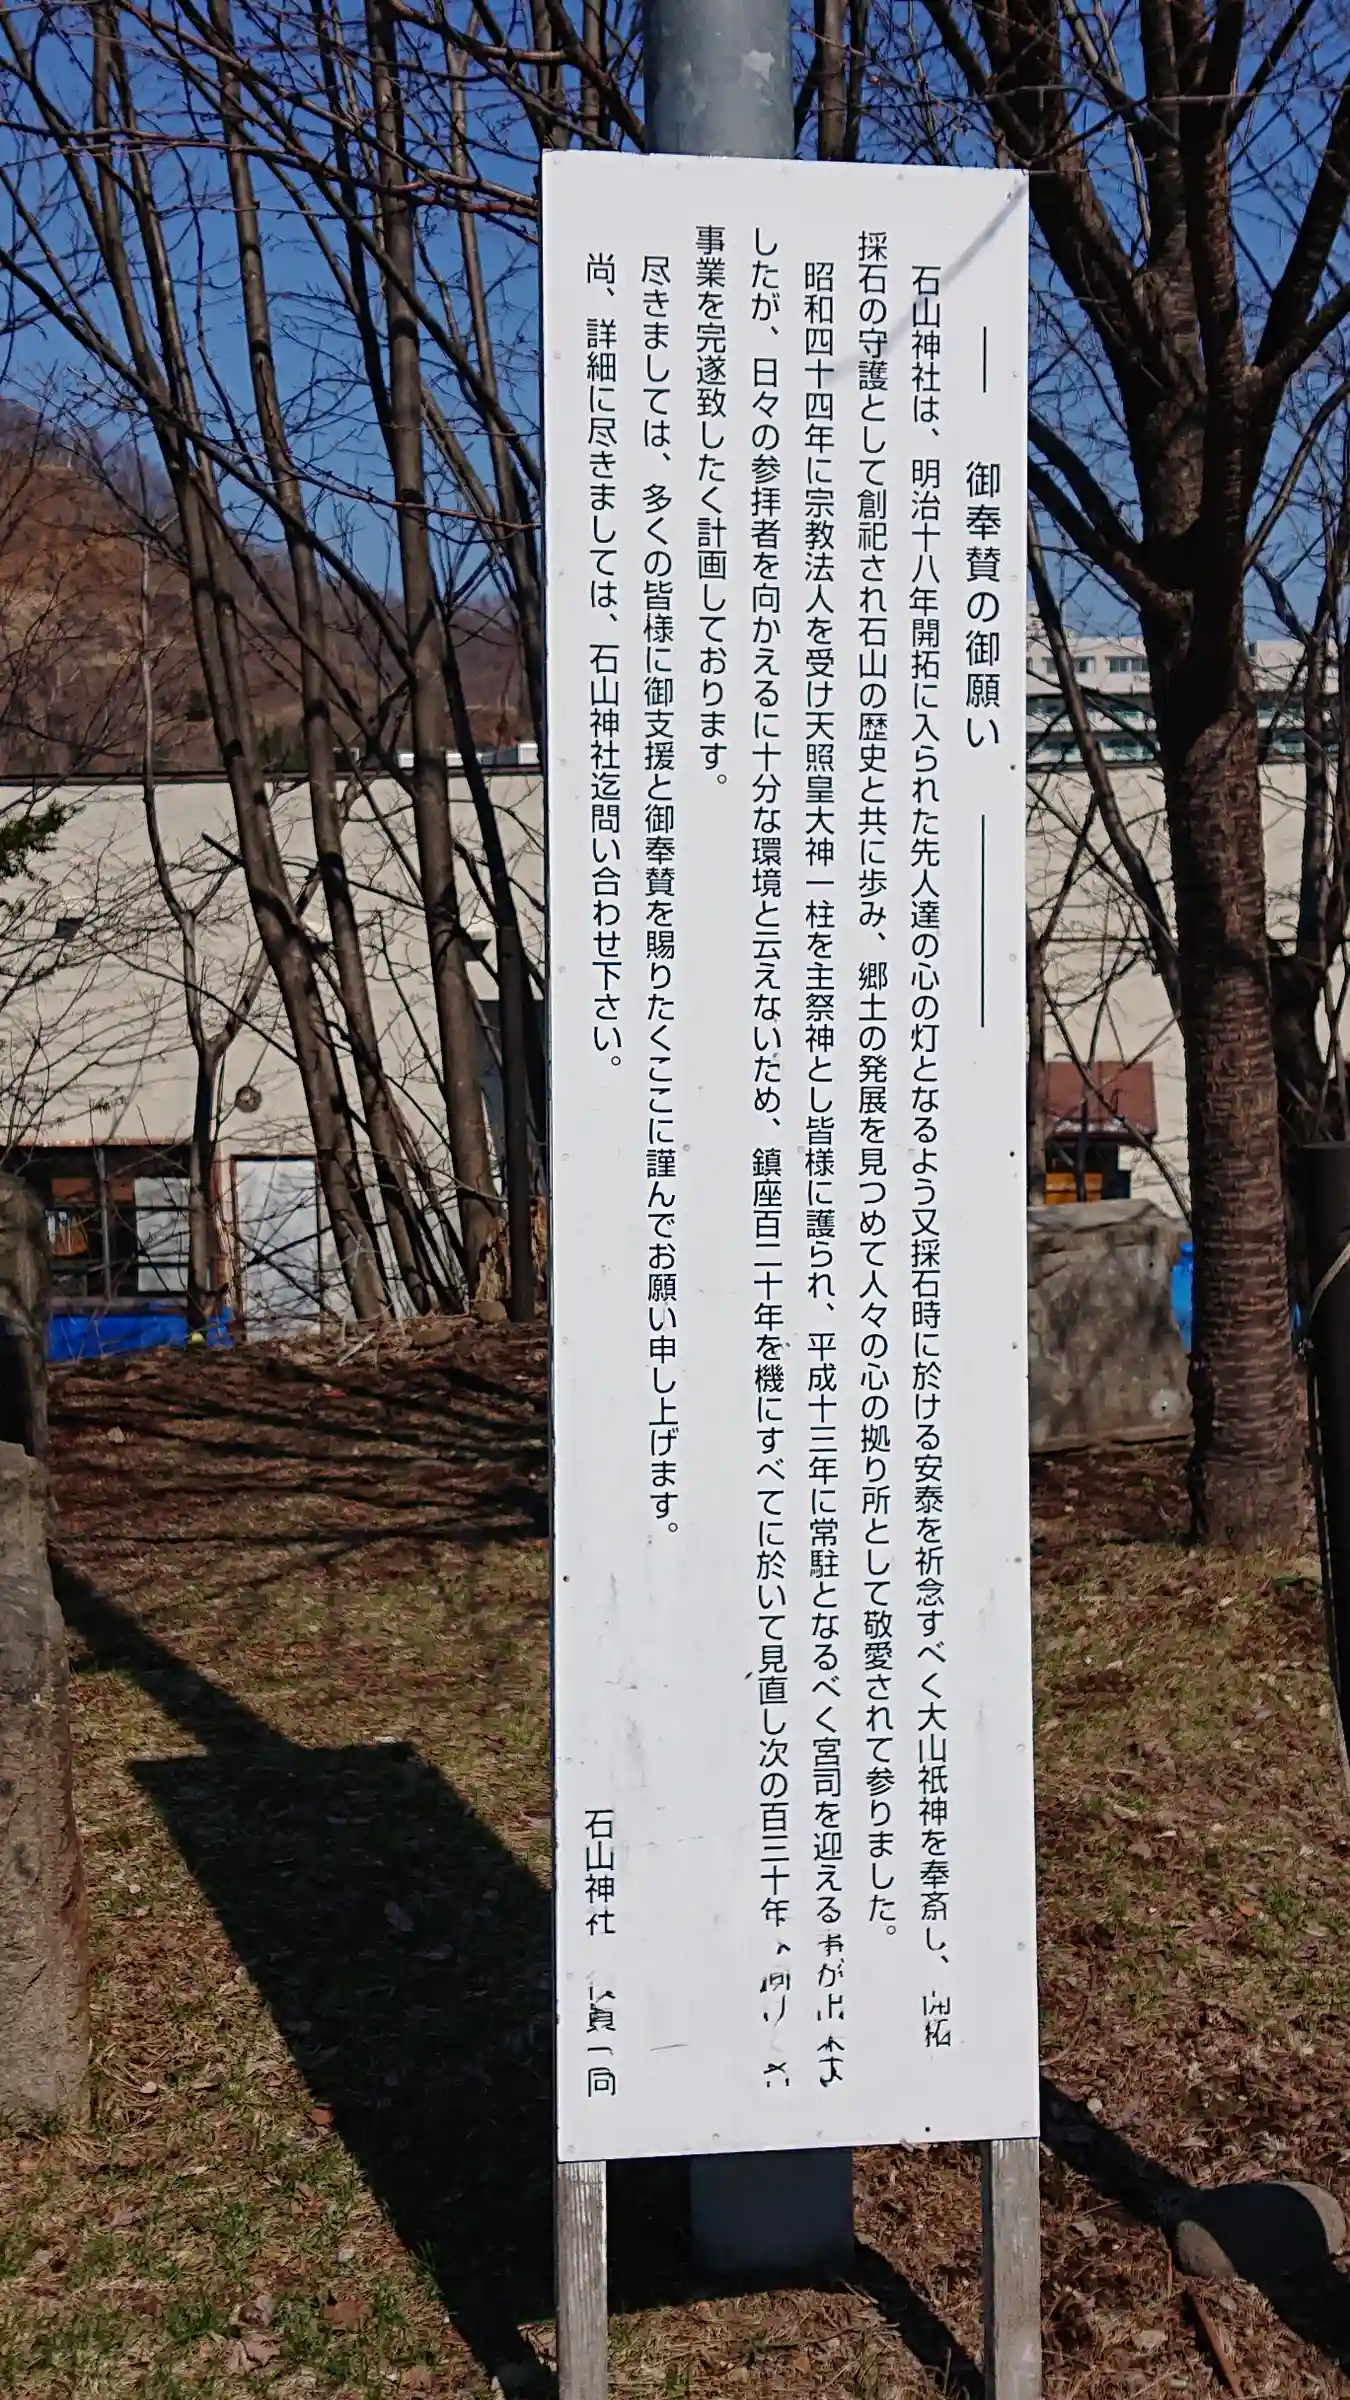 ― 御奉賛の御願い ―――
石山神社は、明治十八年開拓に入られた先人達の心の灯となるよう又採石時に於ける安泰を祈念すべく大山祇神を奉斎し、開拓
採石の守護として創祀され石山の歴史と共に歩み、郷土の発展を見つめて人々の心の拠り所として敬愛されて参りました。
昭和四十四年に宗教法人を受け天照皇大神一柱を主祭神とし皆様に護られ、平成十三年に常駐となるべく宮司を迎える事が出来ま
したが、日々の参拝者を向かえるに十分な環境と云えないため、鎮座百二十年を機にすべてに於いて見直し次の百三十年
事業を完遂致したく計画しております。
尽きましては、多くの皆様に御支援と御奉賛を賜りたくここに謹んでお願い申し上げます。
尚、詳細に尽きましては、石山神社迄問い合わせ下さい。
石山神社 役員一同